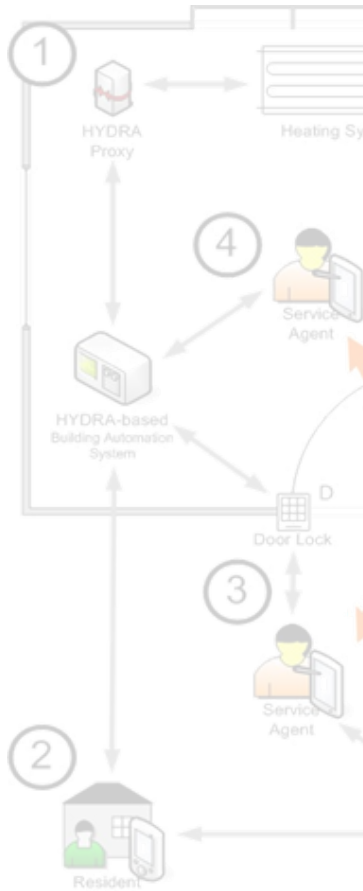 1
HYDRA
Proxy
Heating Sy
4
Service
Agent
HYDRA-based
Building Automation
System
D
Door Lock
3
Service
Agent
2
Resident